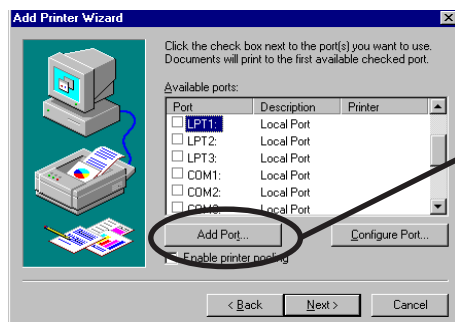 Add Printer Wizard
Click the check box next to the port(s) you want to use.
Documents will print to the first available checked port.
Available ports:
Port Description Printer
LPT1: Local Port
LPT2: Local Port
LPT3: Local Port
COM1: Local Port
COM2: Local Port
COM3: Local Port
Add Port... Configure Port...
Enable printer pooling
< Back Next > Cancel